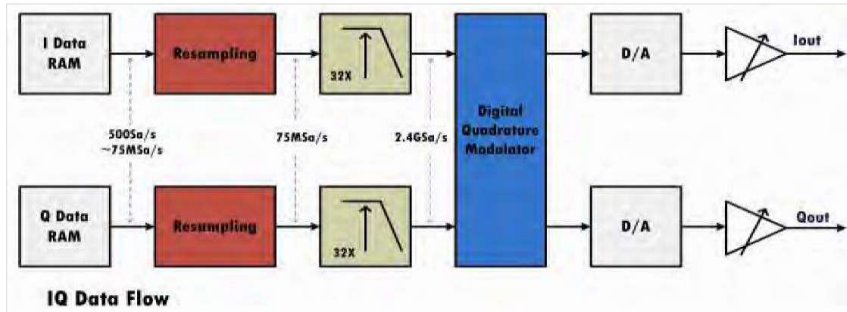 I Data
RAM
Resampling
32X
D/A
Iout
500Sa/s
~75MSa/s
75MSa/s
2.4GSa/s
Digital
Quadrature
Modulator
Q Data
RAM
Resampling
32X
D/A
Qout
IQ Data Flow